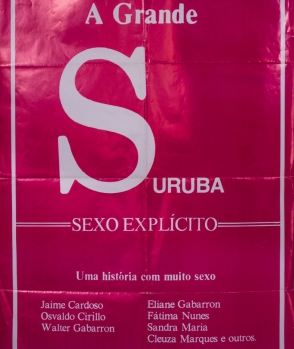 A Grande
SURUBA
SEXO EXPLÍCITO
Uma história com muito sexo
Jaime Cardoso
Osvaldo Cirillo
Walter Gabarron
Eliane Gabarron
Fátima Nunes
Sandra Maria
Cleuza Marques e outros.